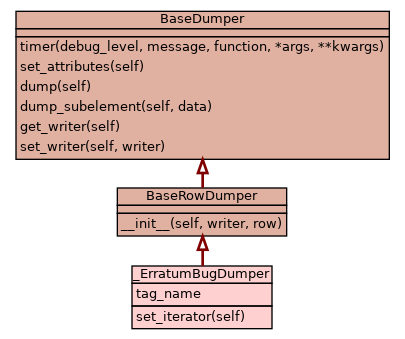 BaseDumper
timer(debug_level, message, function, *args, **kwargs)
set_attributes(self)
dump(self)
dump_subelement(self, data)
get_writer(self)
set_writer(self, writer)
BaseRowDumper
__init__(self, writer, row)
_ErratumBugDumper
tag_name
set_iterator(self)